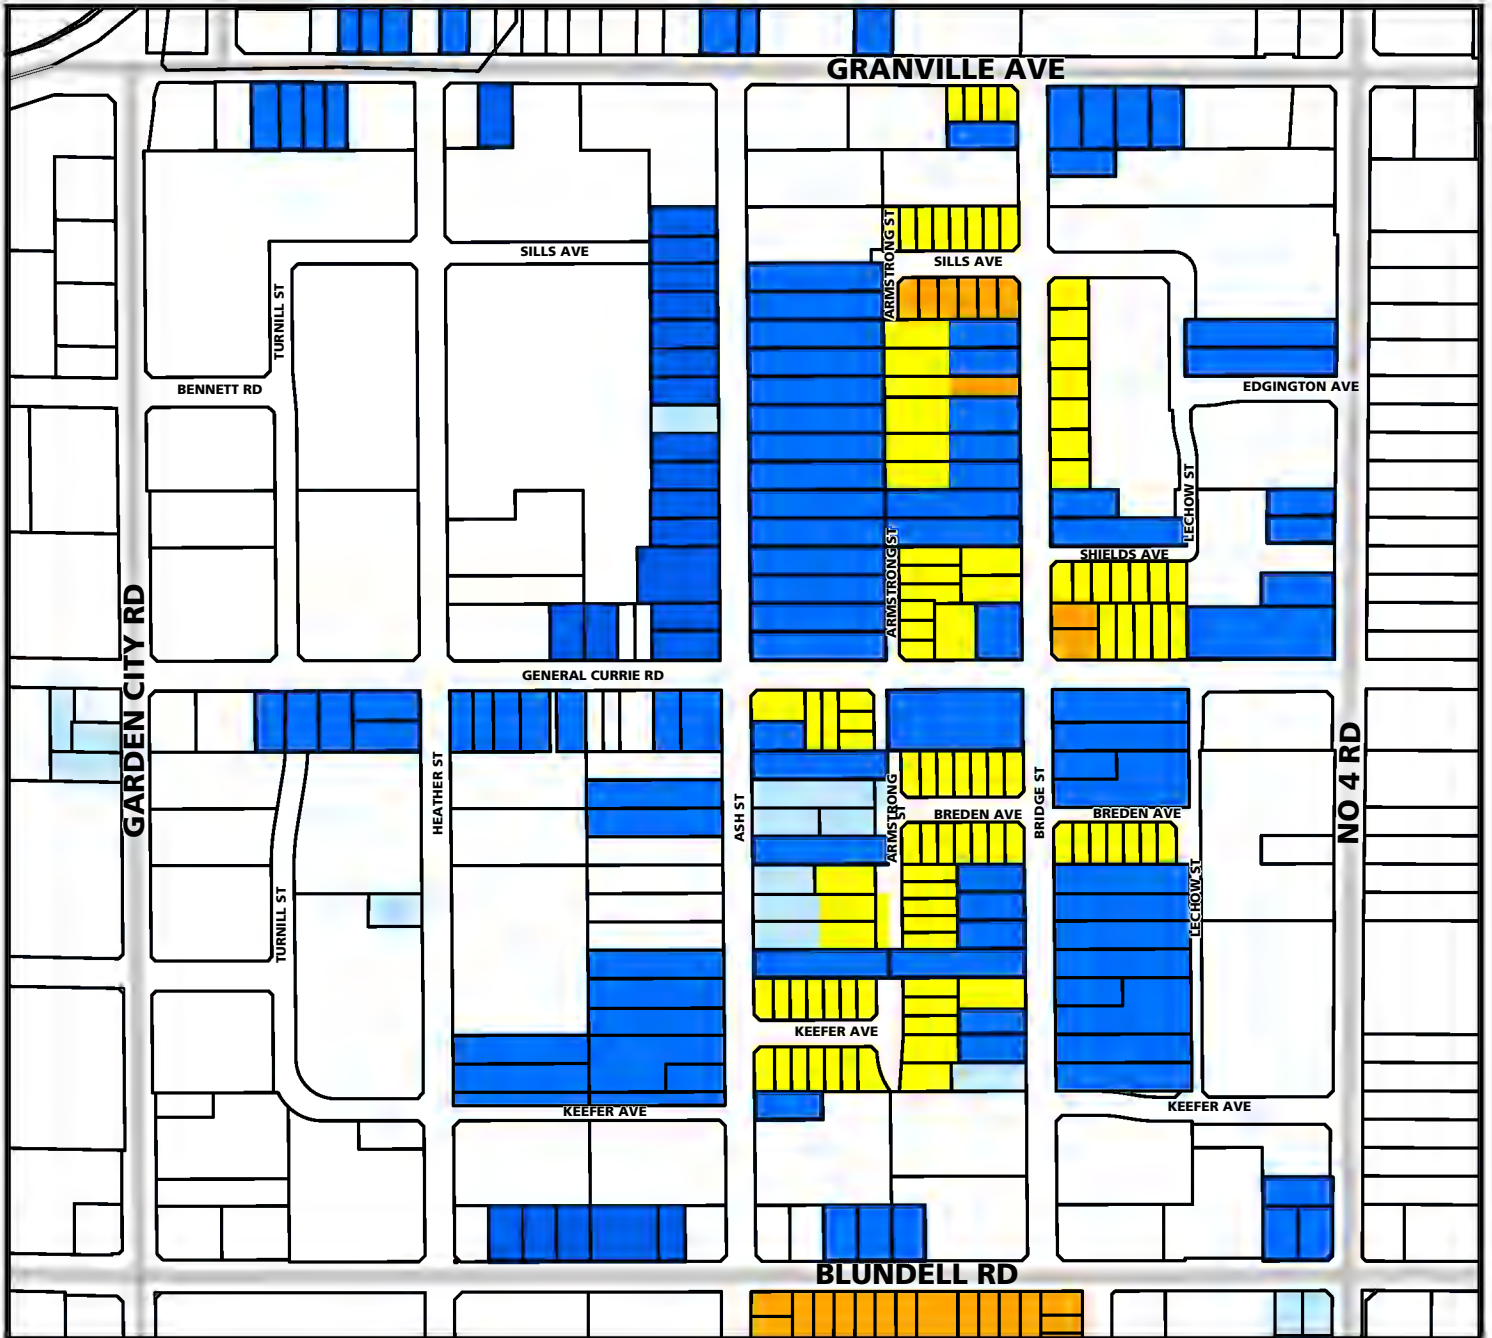 GRANVILLE AVE
ARMSTRONG ST
SILLS AVE
SILLS AVE
TURNILL ST
BENNETT RD
EDGINGTON AVE
LECHOW ST
ARMSTRONG ST
SHIELDS AVE
GARDEN CITY RD
GENERAL CURRIE RD
NO 4 RD
HEATHER ST
ASH ST
ARMSTRONG
ST
BRIDGE ST
BREDEN AVE
BREDEN AVE
LECHOW ST
TURNILL ST
KEEFER AVE
KEEFER AVE
KEEFER AVE
BLUNDELL RD